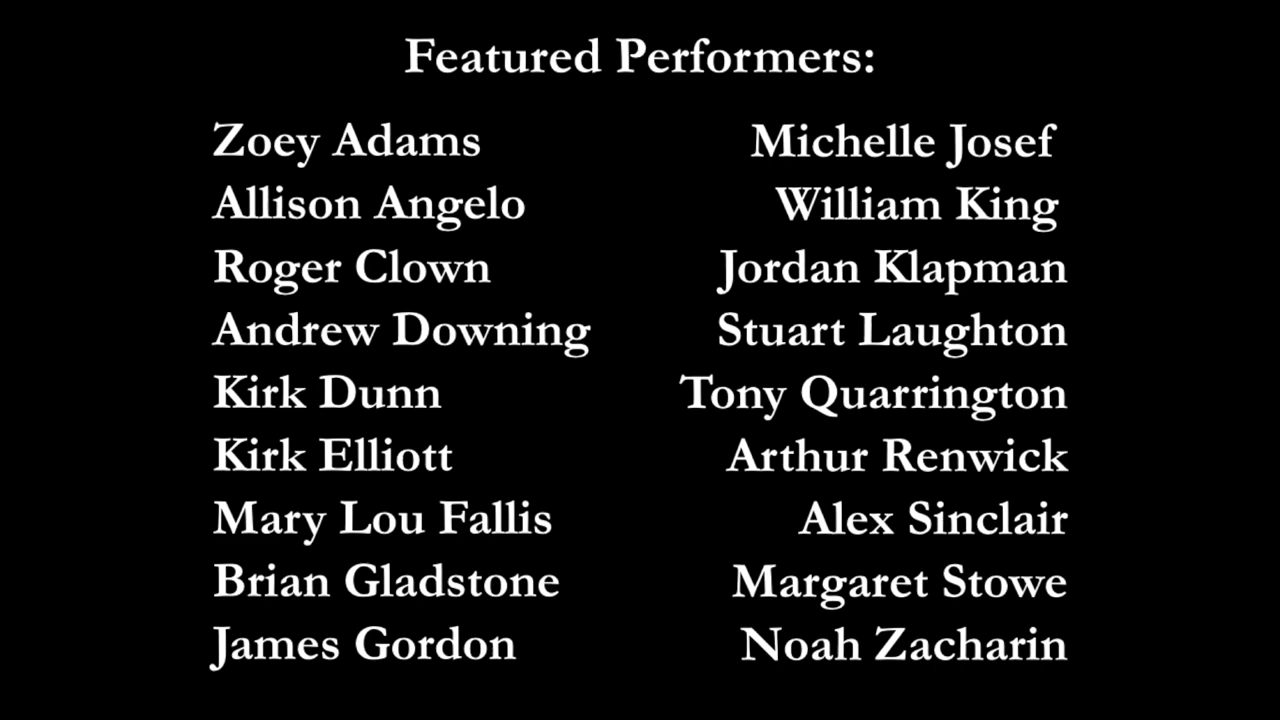 Featured Performers:
Zoey Adams
Allison Angelo
Roger Clown
Andrew Downing
Kirk Dunn
Kirk Elliott
Mary Lou Fallis
Brian Gladstone
James Gordon
Michelle Josef
William King
Jordan Klapman
Stuart Laughton
Tony Quarrington
Arthur Renwick
Alex Sinclair
Margaret Stowe
Noah Zacharin